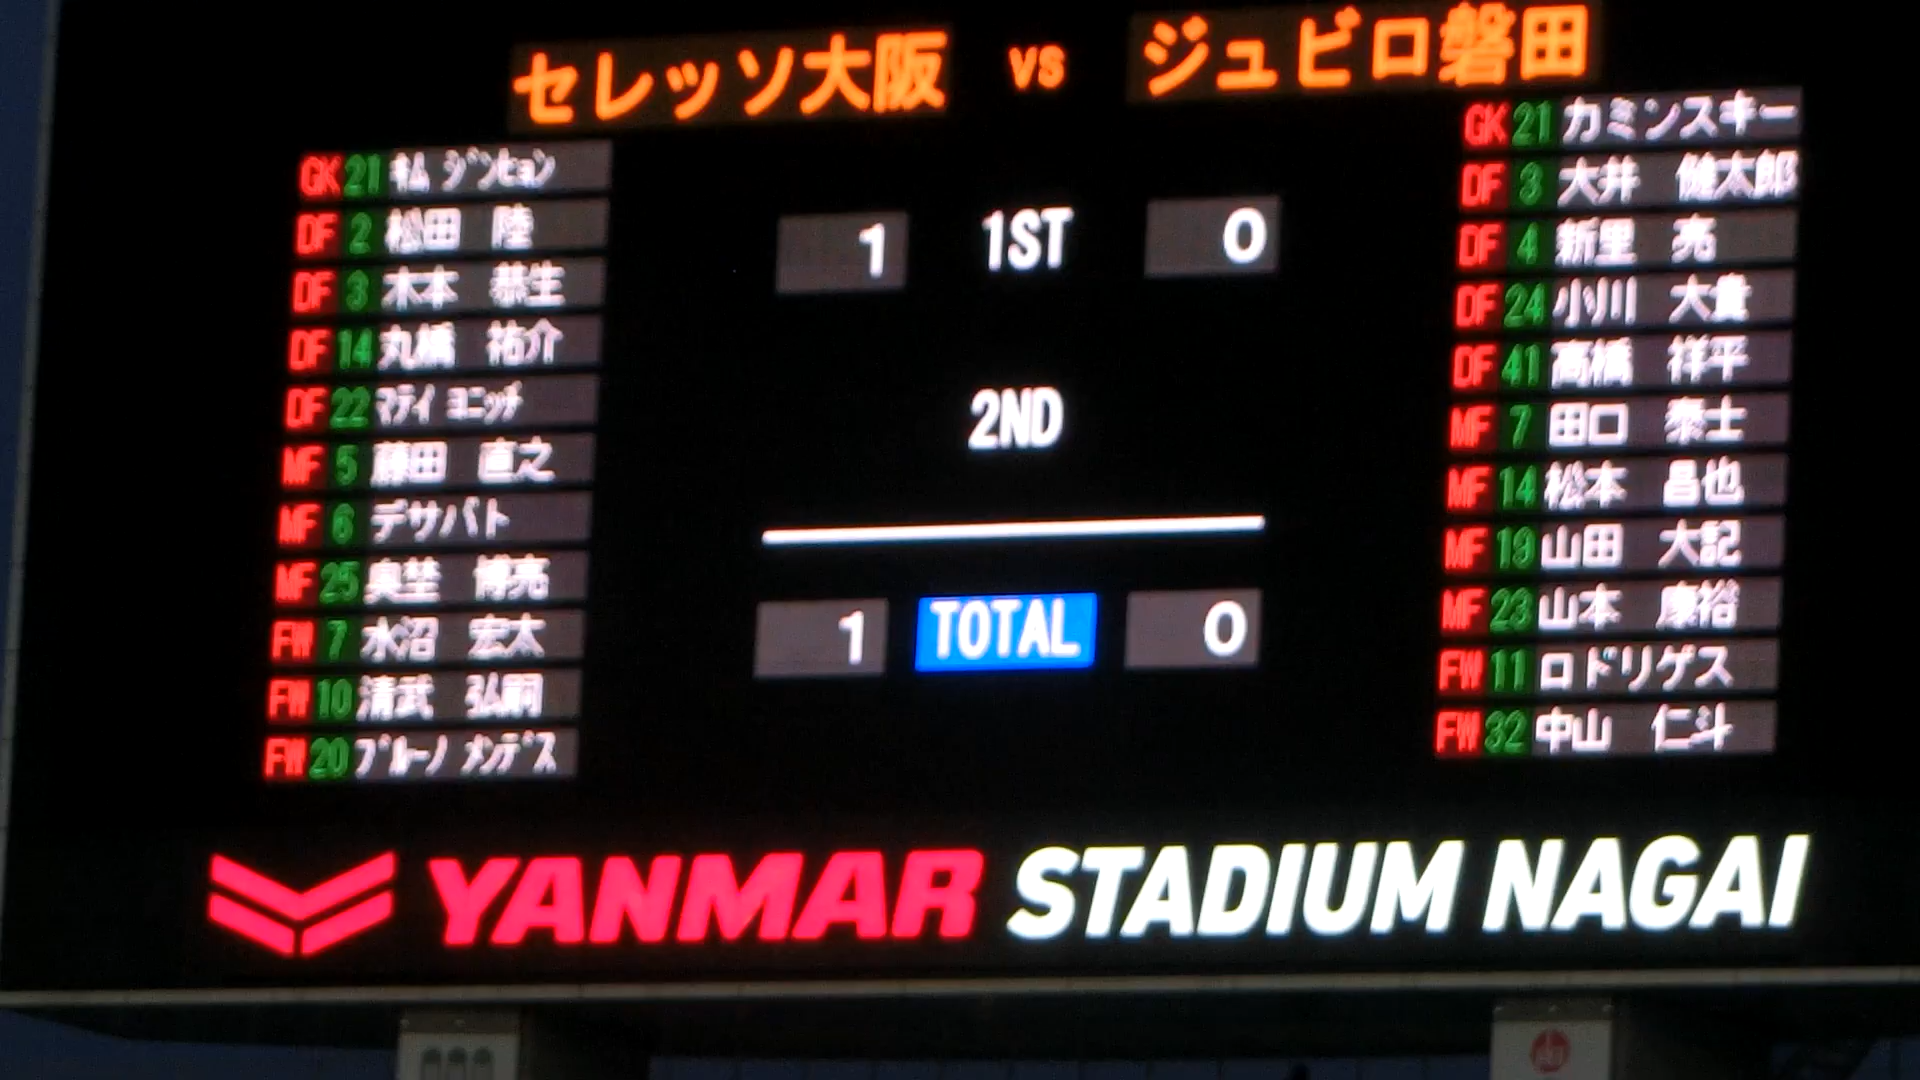 セレッソ大阪 vs ジュビロ磐田
GK 21 ｷﾑ ｼﾞﾝﾋｮﾝ
DF 2 松田 陸
DF 3 木本 恭生
DF 14 丸橋 祐介
DF 22 ﾏﾃｲ ﾖﾆｯﾁ
MF 5 藤田 直之
MF 6 デサバト
MF 25 奥埜 博亮
FW 7 水沼 宏太
FW 10 清武 弘嗣
FW 20 ﾌﾞﾙｰﾉ ﾒﾝﾃﾞｽ
1 1ST 0
2ND
1 TOTAL 0
GK 21 カミンスキー
DF 3 大井 健太郎
DF 4 新里 亮
DF 24 小川 大貴
DF 41 高橋 祥平
MF 7 田口 泰士
MF 14 松本 昌也
MF 19 山田 大記
MF 23 山本 康裕
FW 11 ロドリゲス
FW 32 中山 仁斗
YANMAR STADIUM NAGAI